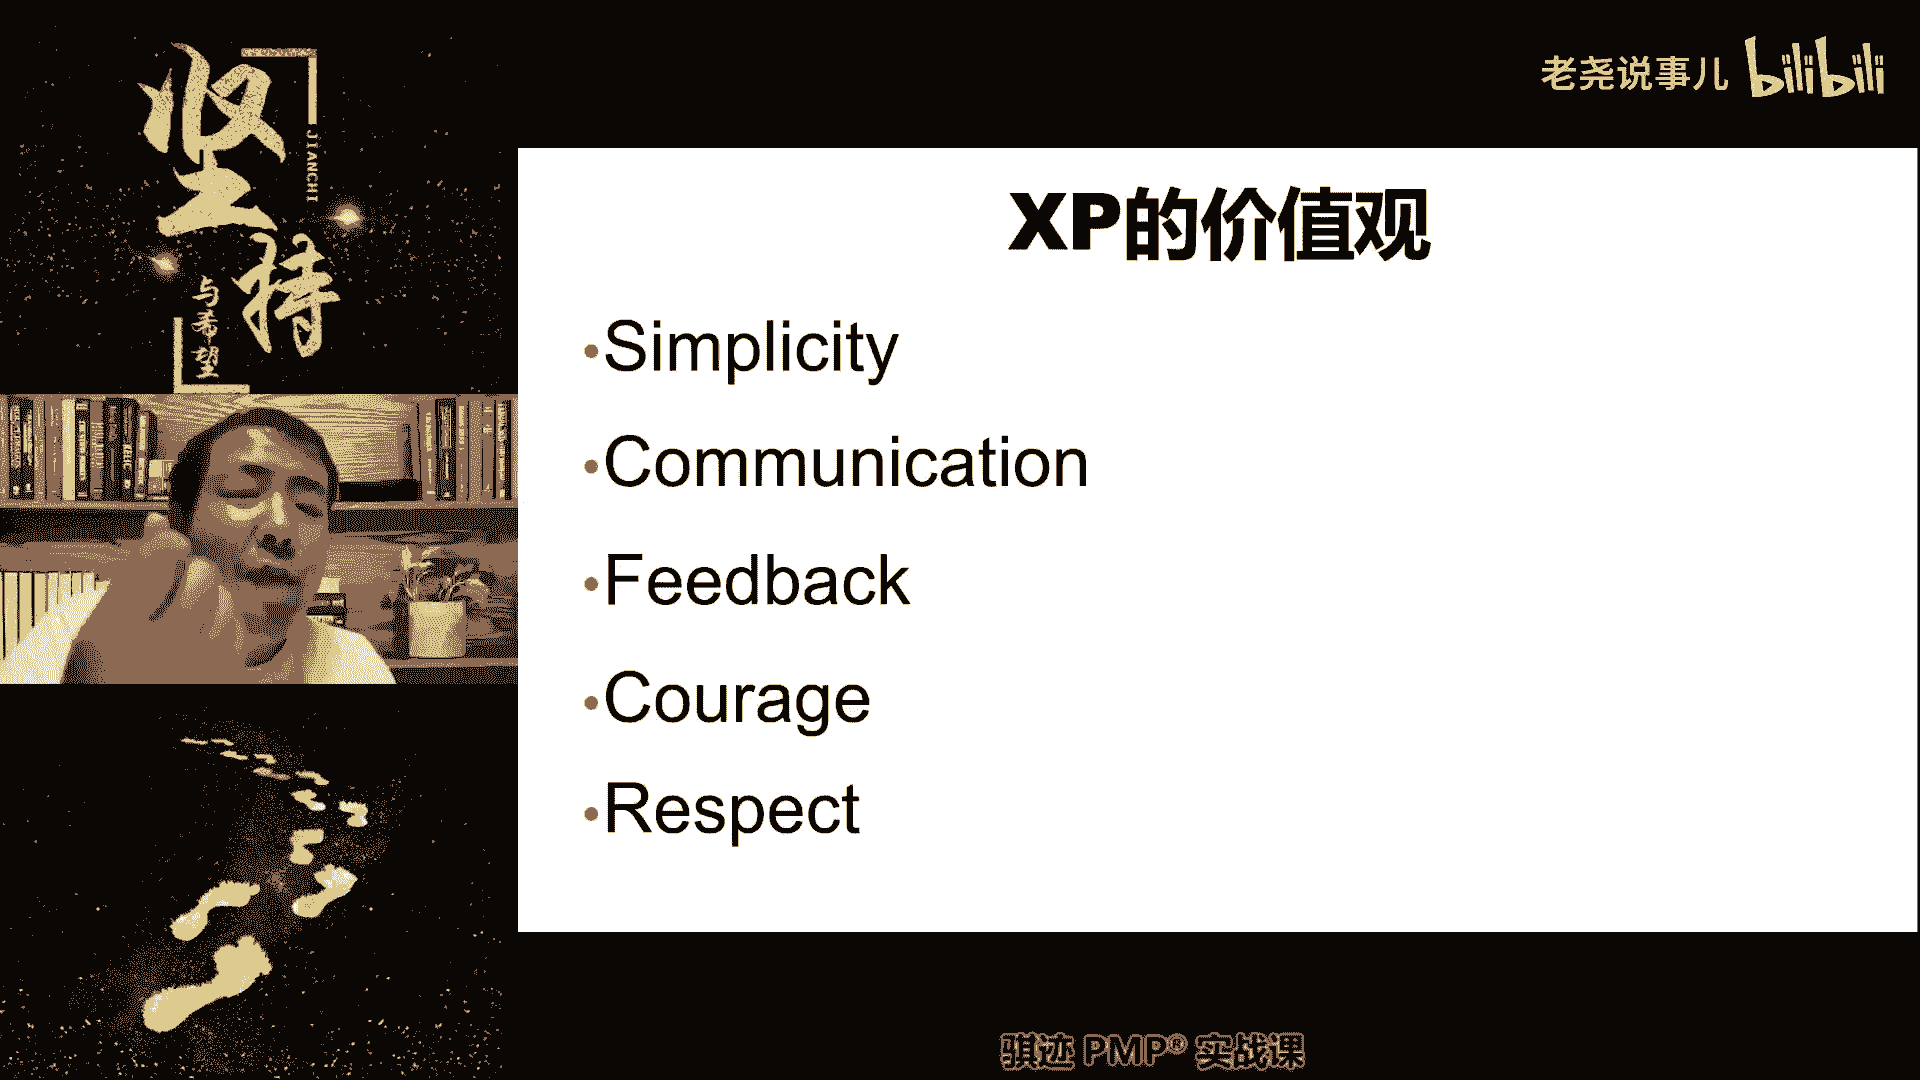 坚持
JIANCHI
与希望
老尧说事儿 bilibili
XP的价值观
•Simplicity
•Communication
•Feedback
•Courage
•Respect
骐迹 PMP® 实战课